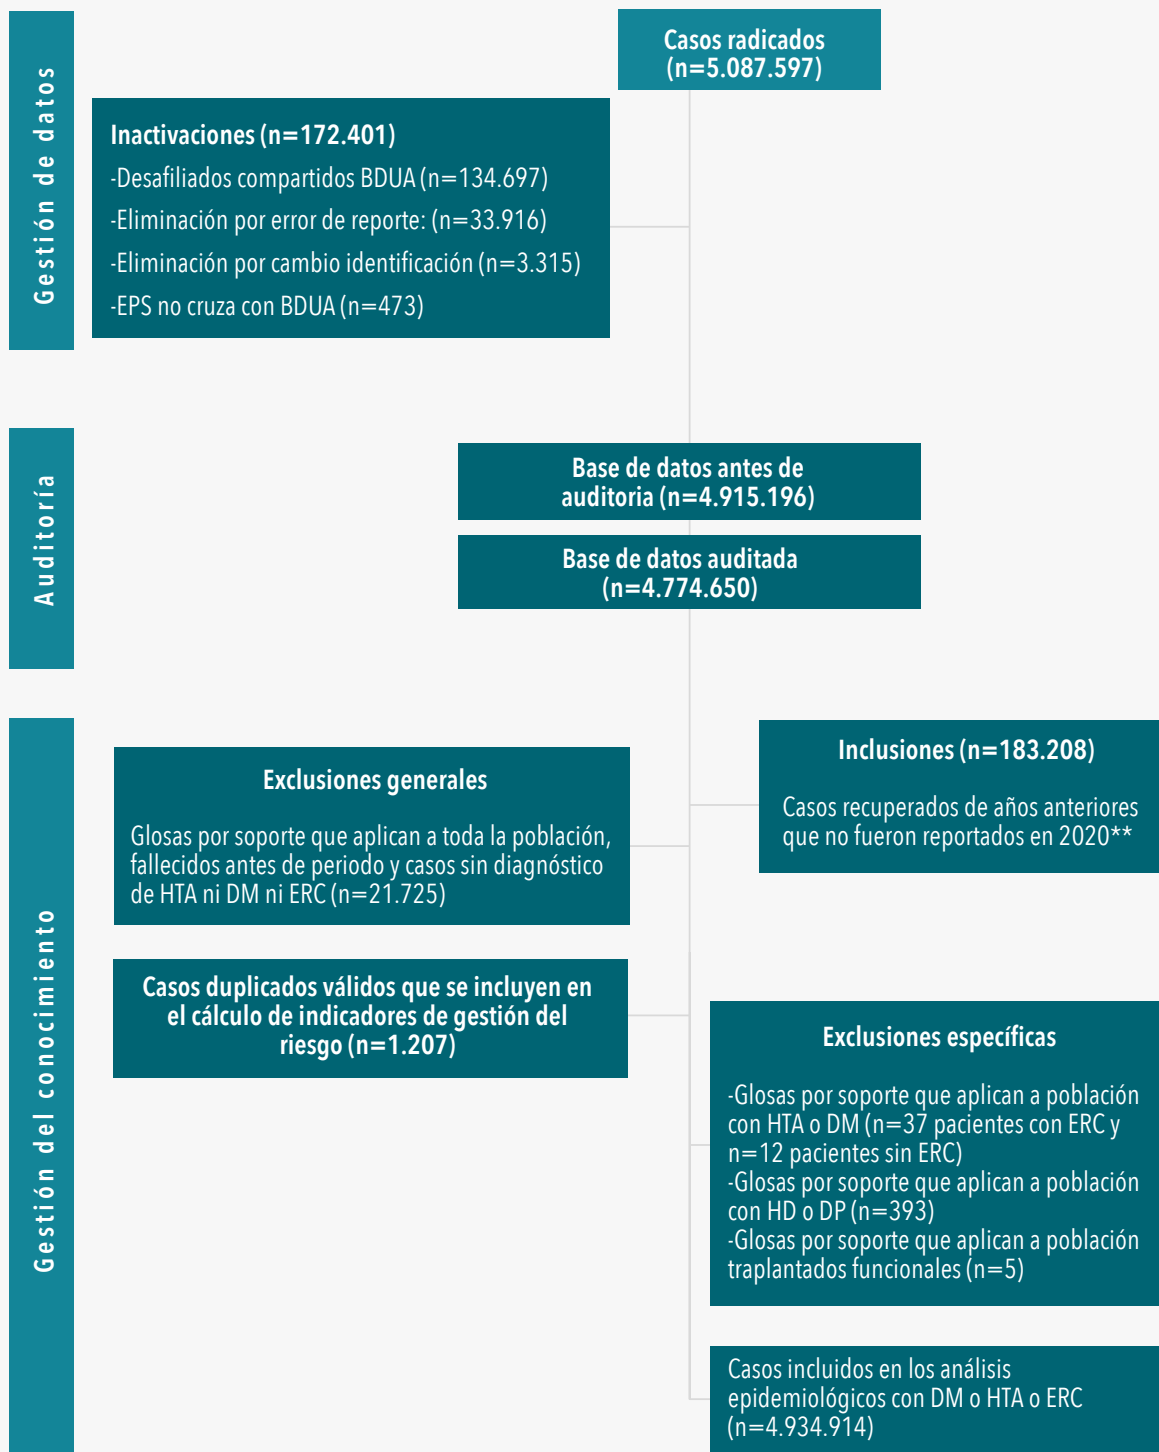 Gestión de datos
Casos radicados
(n=5.087.597)
Inactivaciones (n=172.401)
-Desafiliados compartidos BDUA (n=134.697)
-Eliminación por error de reporte: (n=33.916)
-Eliminación por cambio identificación (n=3.315)
-EPS no cruza con BDUA (n=473)
Auditoría
Base de datos antes de
auditoria (n=4.915.196)
Base de datos auditada
(n=4.774.650)
Gestión del conocimiento
Inclusiones (n=183.208)
Casos recuperados de años anteriores
que no fueron reportados en 2020**
Exclusiones generales
Glosas por soporte que aplican a toda la población,
fallecidos antes de periodo y casos sin diagnóstico
de HTA ni DM ni ERC (n=21.725)
Casos duplicados válidos que se incluyen en
el cálculo de indicadores de gestión del
riesgo (n=1.207)
Exclusiones específicas
-Glosas por soporte que aplican a población
con HTA o DM (n=37 pacientes con ERC y
n=12 pacientes sin ERC)
-Glosas por soporte que aplican a población
con HD o DP (n=393)
-Glosas por soporte que aplican a población
traplantados funcionales (n=5)
Casos incluidos en los análisis
epidemiológicos con DM o HTA o ERC
(n=4.934.914)